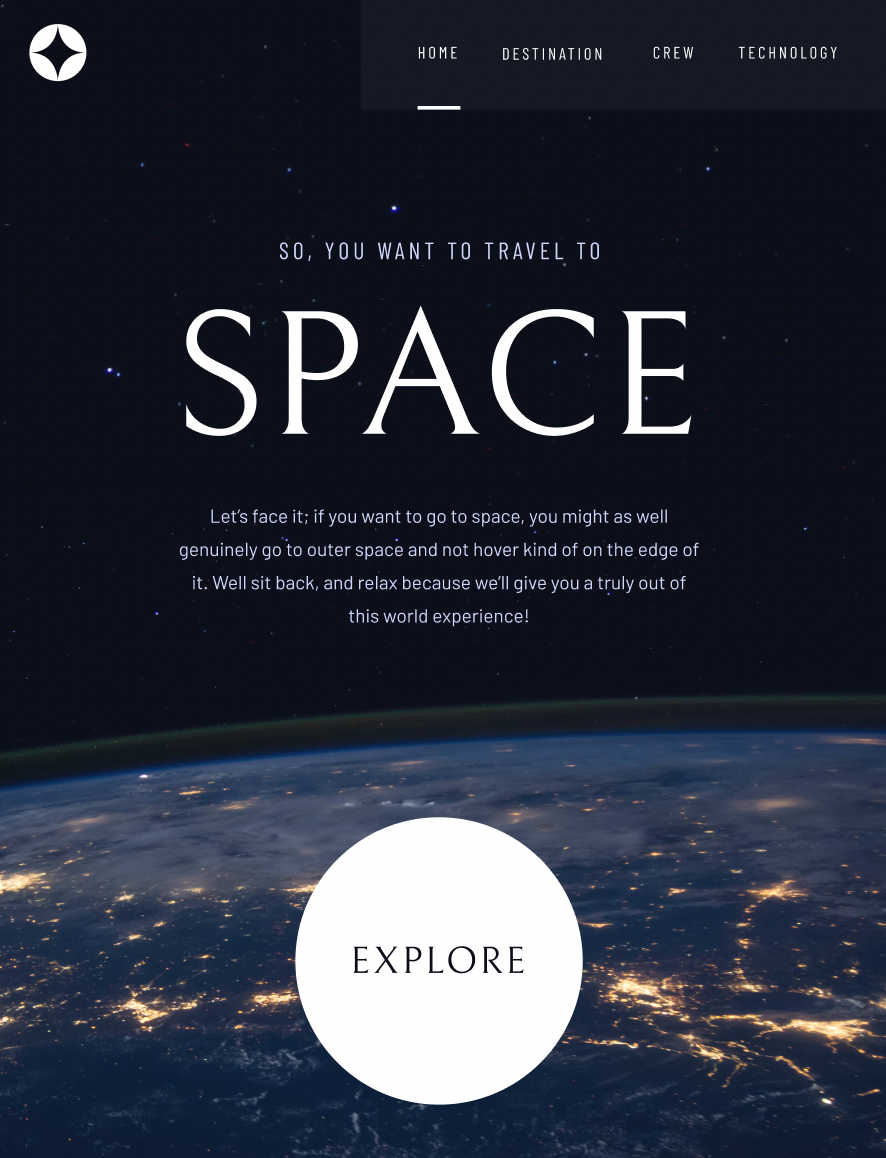 HOME DESTINATION CREW TECHNOLOGY
SO, YOU WANT TO TRAVEL TO
SPACE
Let’s face it; if you want to go to space, you might as well
genuinely go to outer space and not hover kind of on the edge of
it. Well sit back, and relax because we’ll give you a truly out of
this world experience!
EXPLORE